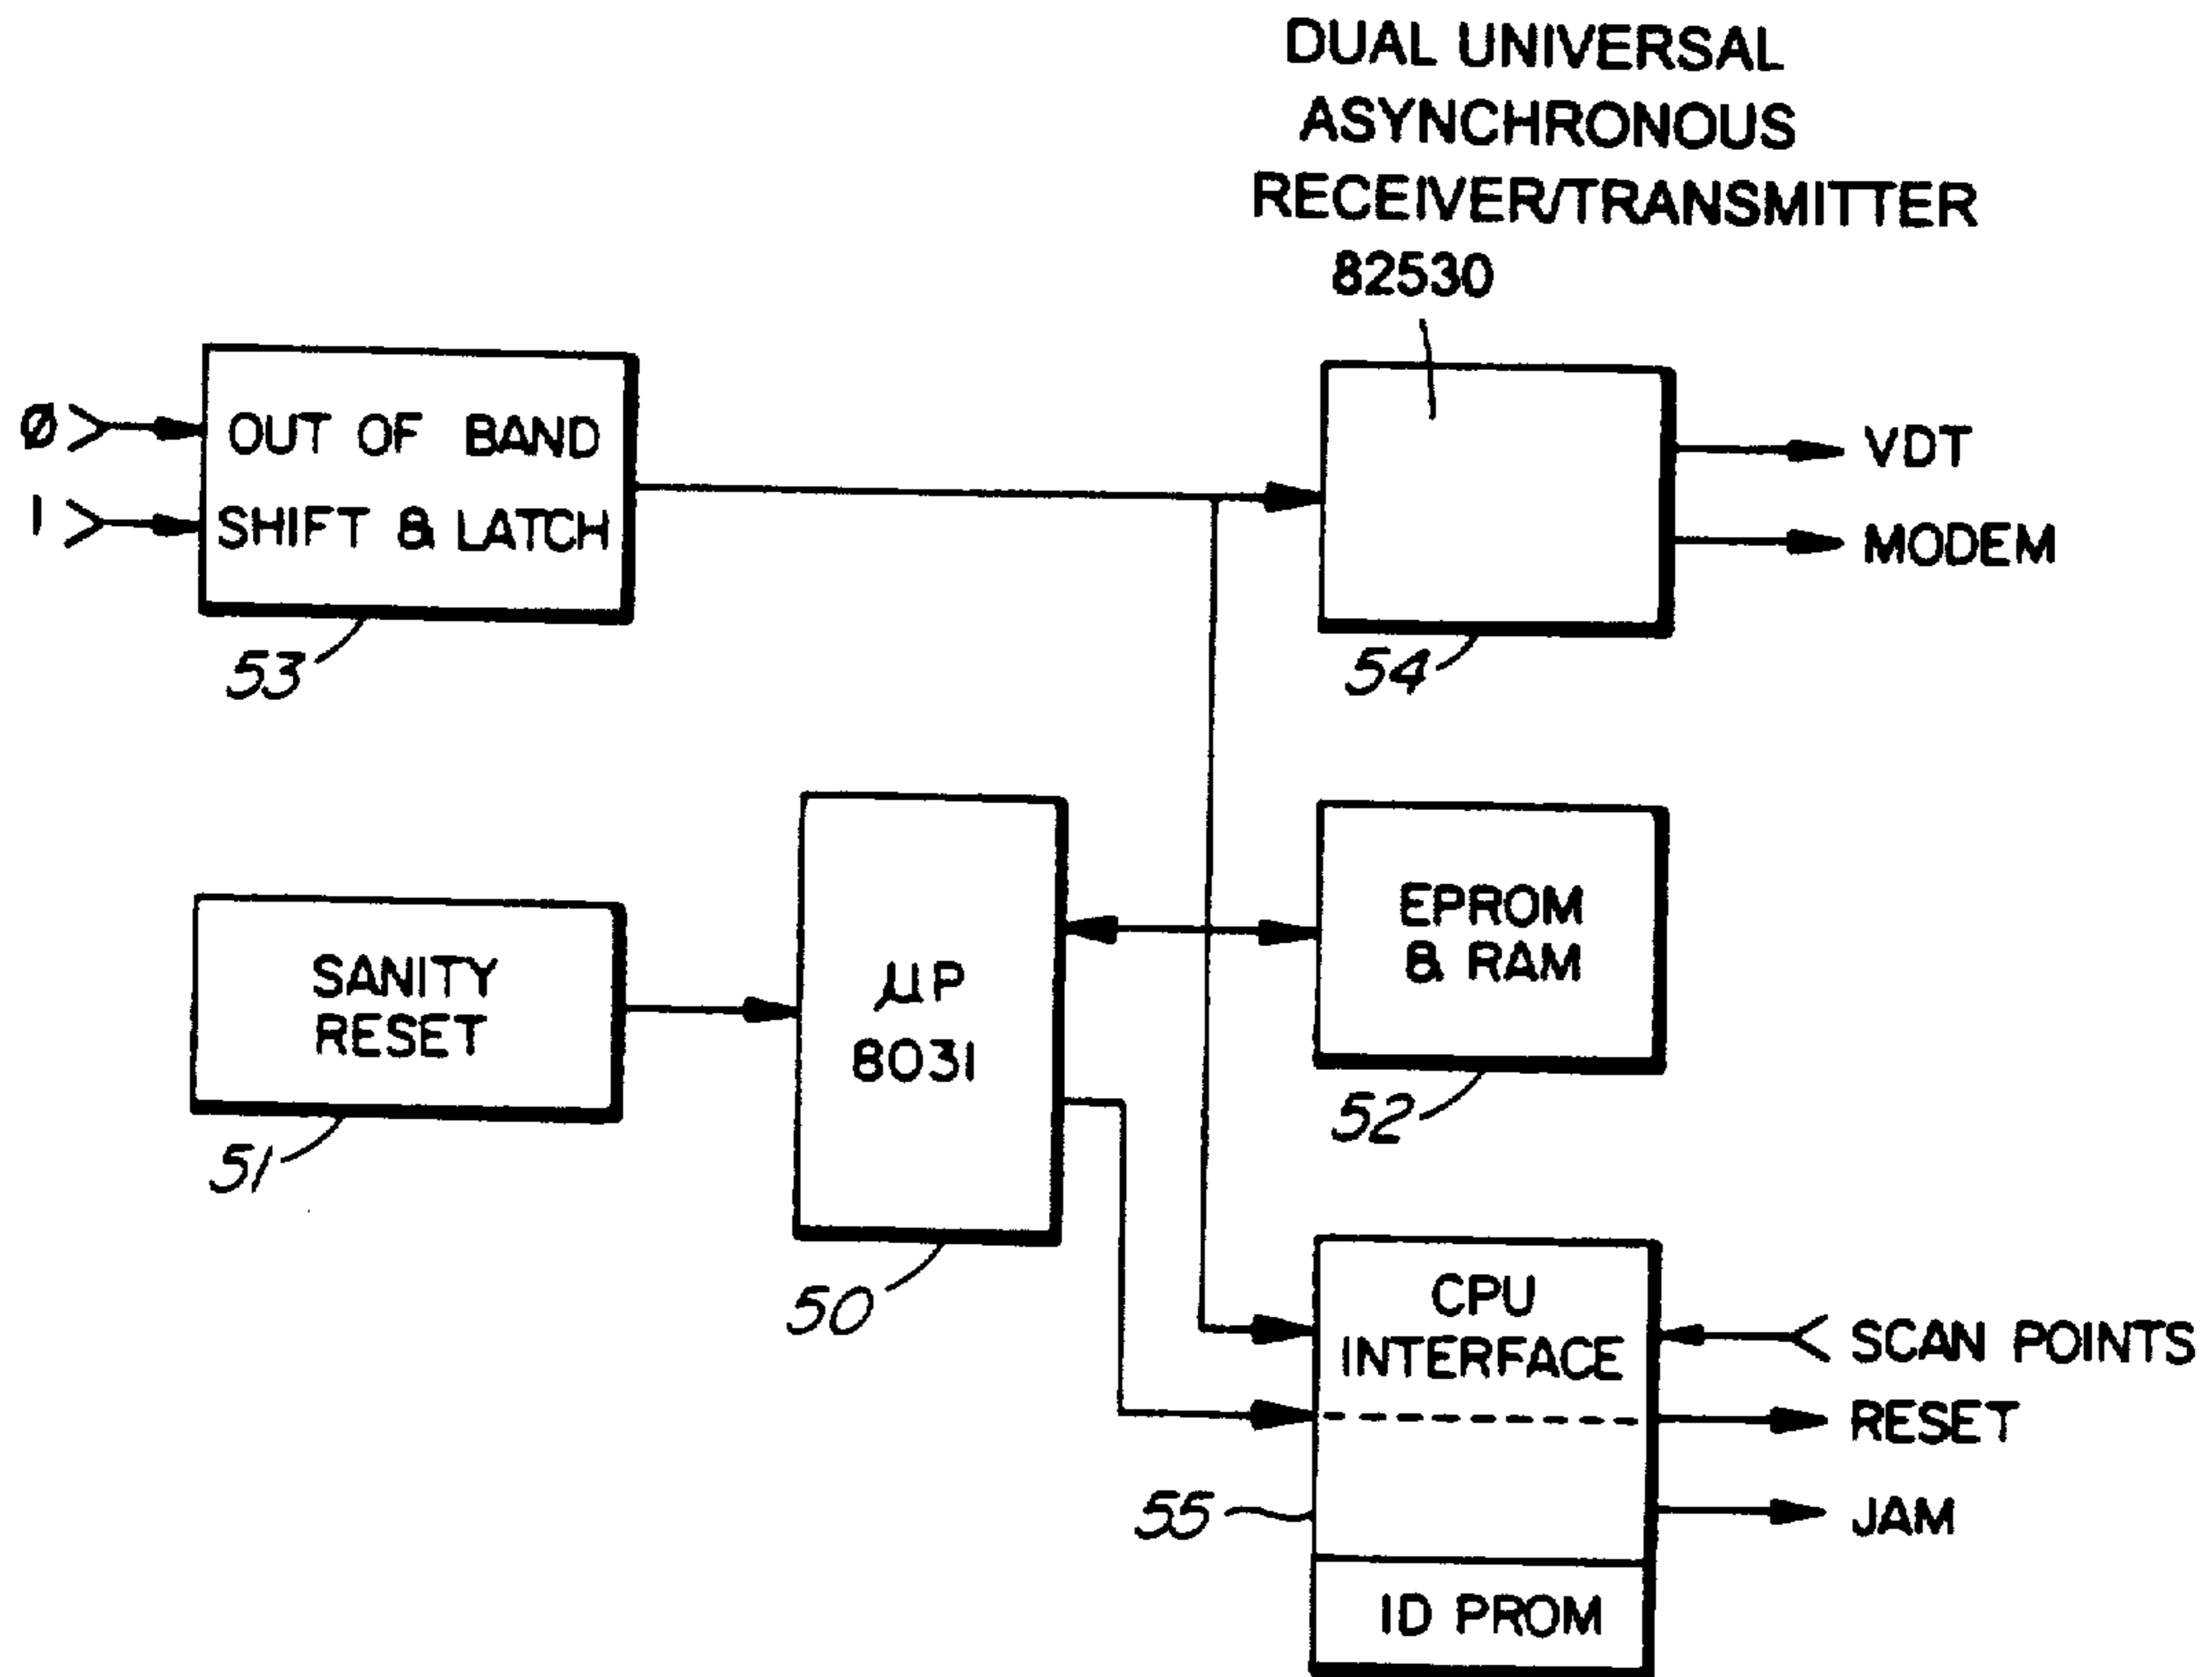 DUAL UNIVERSAL
ASYNCHRONOUS
RECEIVER/TRANSMITTER
82530
Ø
OUT OF BAND
1
SHIFT & LATCH
VDT
MODEM
53
54
SANITY
RESET
51
µP
8031
50
EPROM
& RAM
52
CPU
INTERFACE
SCAN POINTS
RESET
55
JAM
ID PROM